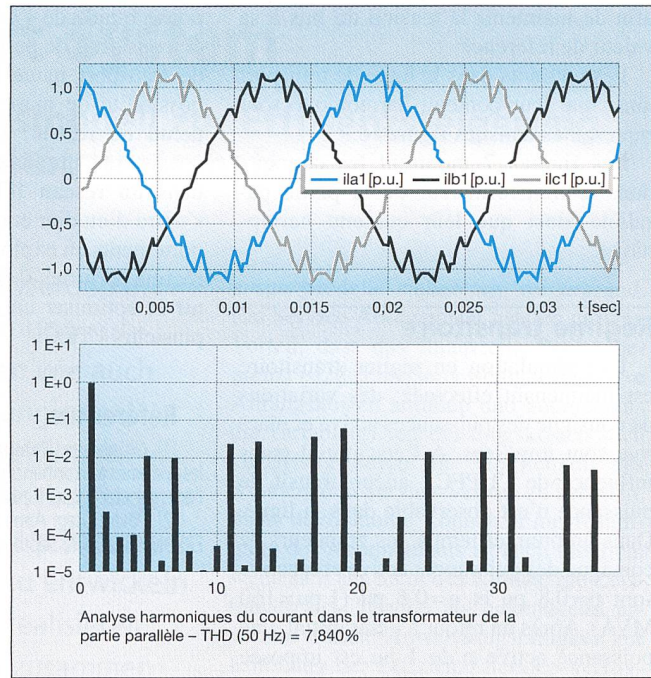 1,0
0,5
0
−0,5
−1,0
ila1[p.u.] ilb1[p.u.] ilc1[p.u.]
0,005 0,01 0,015 0,02 0,025 0,03 t [sec]
1 E+1
1 E+0
1 E–1
1 E–2
1 E–3
1 E–4
1 E–5
0 10 20 30
Analyse harmoniques du courant dans le transformateur de la
partie parallèle – THD (50 Hz) = 7,840%